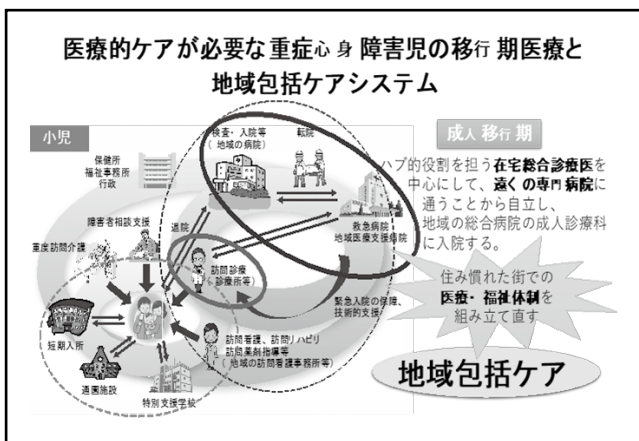 医療的ケアが必要な重症心身障害児の移行期医療と
地域包括ケアシステム
小児
保健所
福祉事務所
行政
検査・入院等
(地域の病院)
転院
成人移行期
ハブ的役割を担う在宅総合診療医を
中心にして、遠くの専門病院に
通うことから自立し、
地域の総合病院の成人診療科
に入院する。
障害者相談支援
退院
救急病院
地域医療支援病院
重度訪問介護
訪問診療
(診療所等)
緊急入院の保障、
技術的支援
住み慣れた街での
医療・福祉体制を
組み立て直す
短期入所
訪問看護、訪問リハビリ
訪問薬剤指導等
(地域の訪問看護事務所等)
通園施設
特別支援学校
地域包括ケア